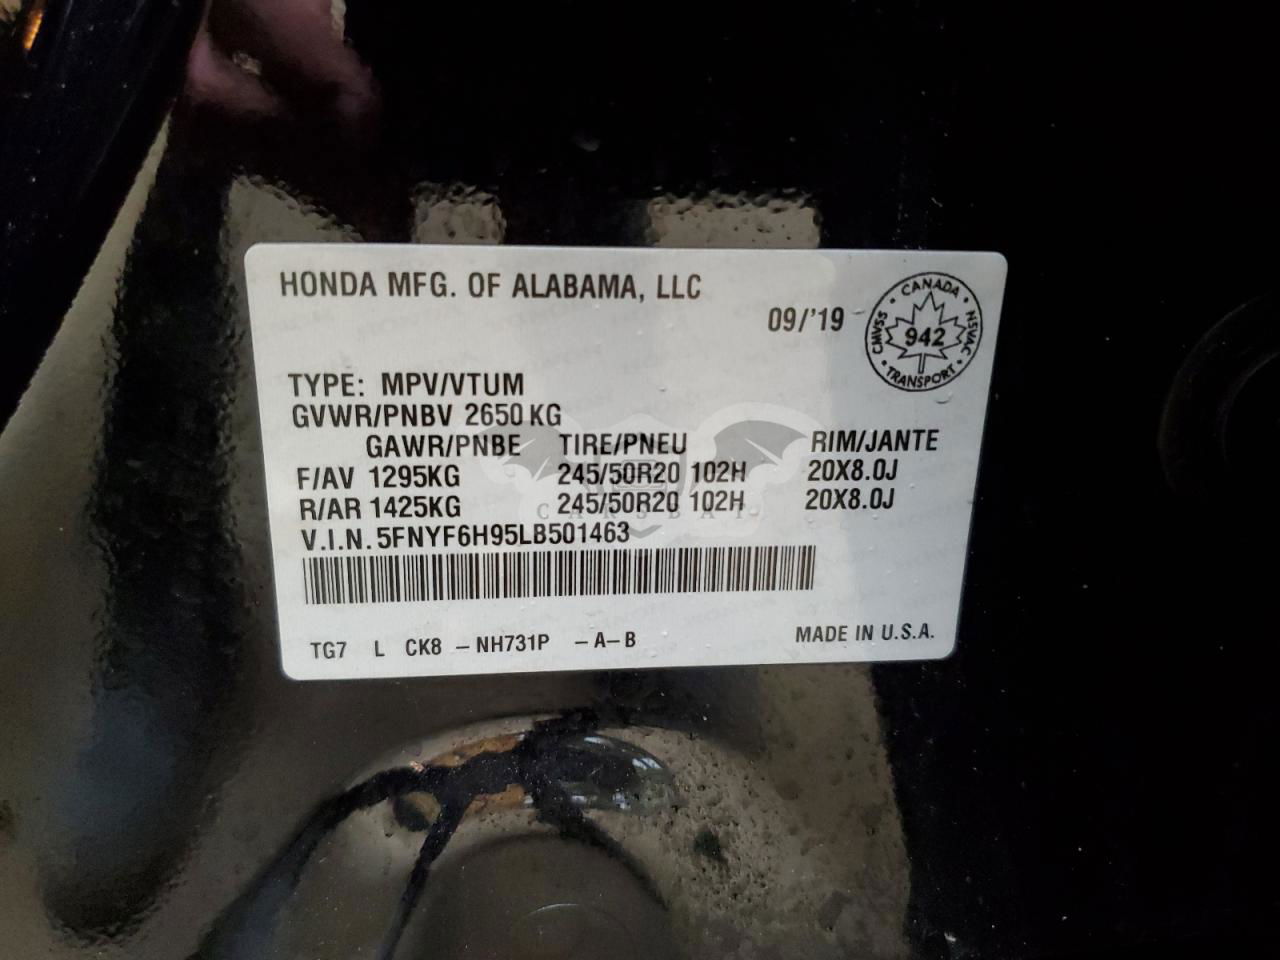 HONDA MFG. OF ALABAMA, LLC
09/'19
CANADA
CMVSS 942 NSVAC
TRANSPORT
TYPE: MPV/VTUM
GVWR/PNBV 2650 KG
GAWR/PNBE TIRE/PNEU RIM/JANTE
F/AV 1295KG 245/50R20 102H 20X8.0J
R/AR 1425KG 245/50R20 102H 20X8.0J
CARSBAT
V.I.N. 5FNYF6H95LB501463
TG7 L CK8 – NH731P – A – B
MADE IN U.S.A.